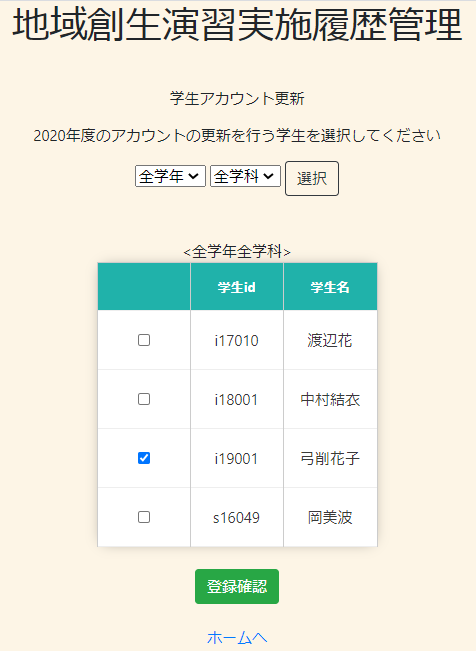 地域創生演習実施履歴管理
学生アカウント更新
2020年度のアカウントの更新を行う学生を選択してください
全学年 全学科 選択
<全学年全学科>
学生id 学生名
i17010 渡辺花
i18001 中村結衣
i19001 弓削花子
s16049 岡美波
登録確認
ホームへ